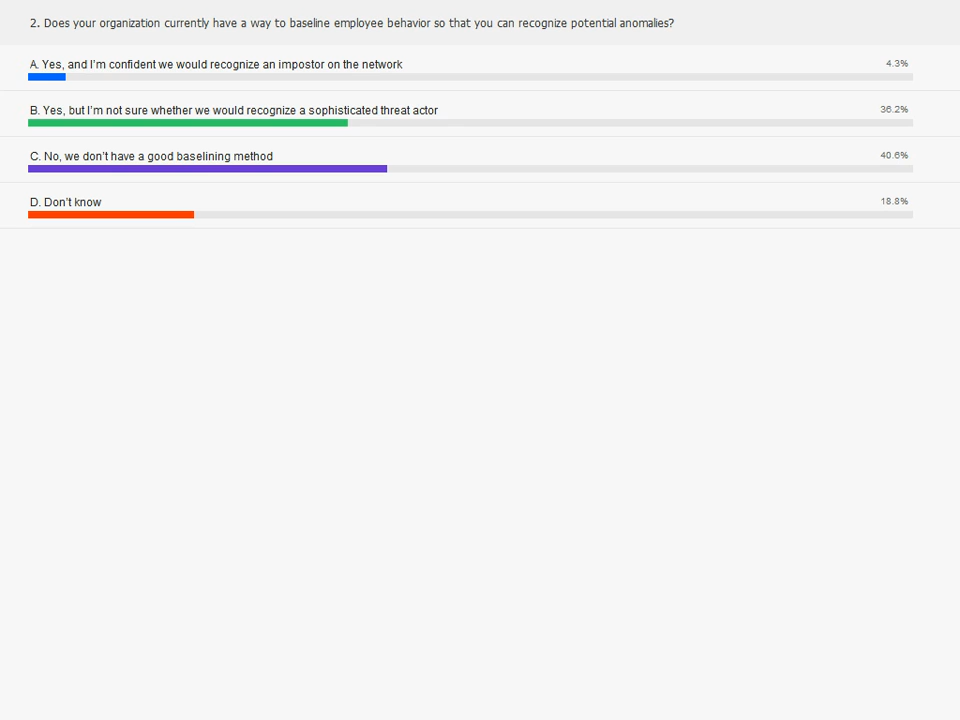 2. Does your organization currently have a way to baseline employee behavior so that you can recognize potential anomalies?
A. Yes, and I'm confident we would recognize an impostor on the network
4.3%
B. Yes, but I'm not sure whether we would recognize a sophisticated threat actor
36.2%
C. No, we don't have a good baselining method
40.6%
D. Don't know
18.8%